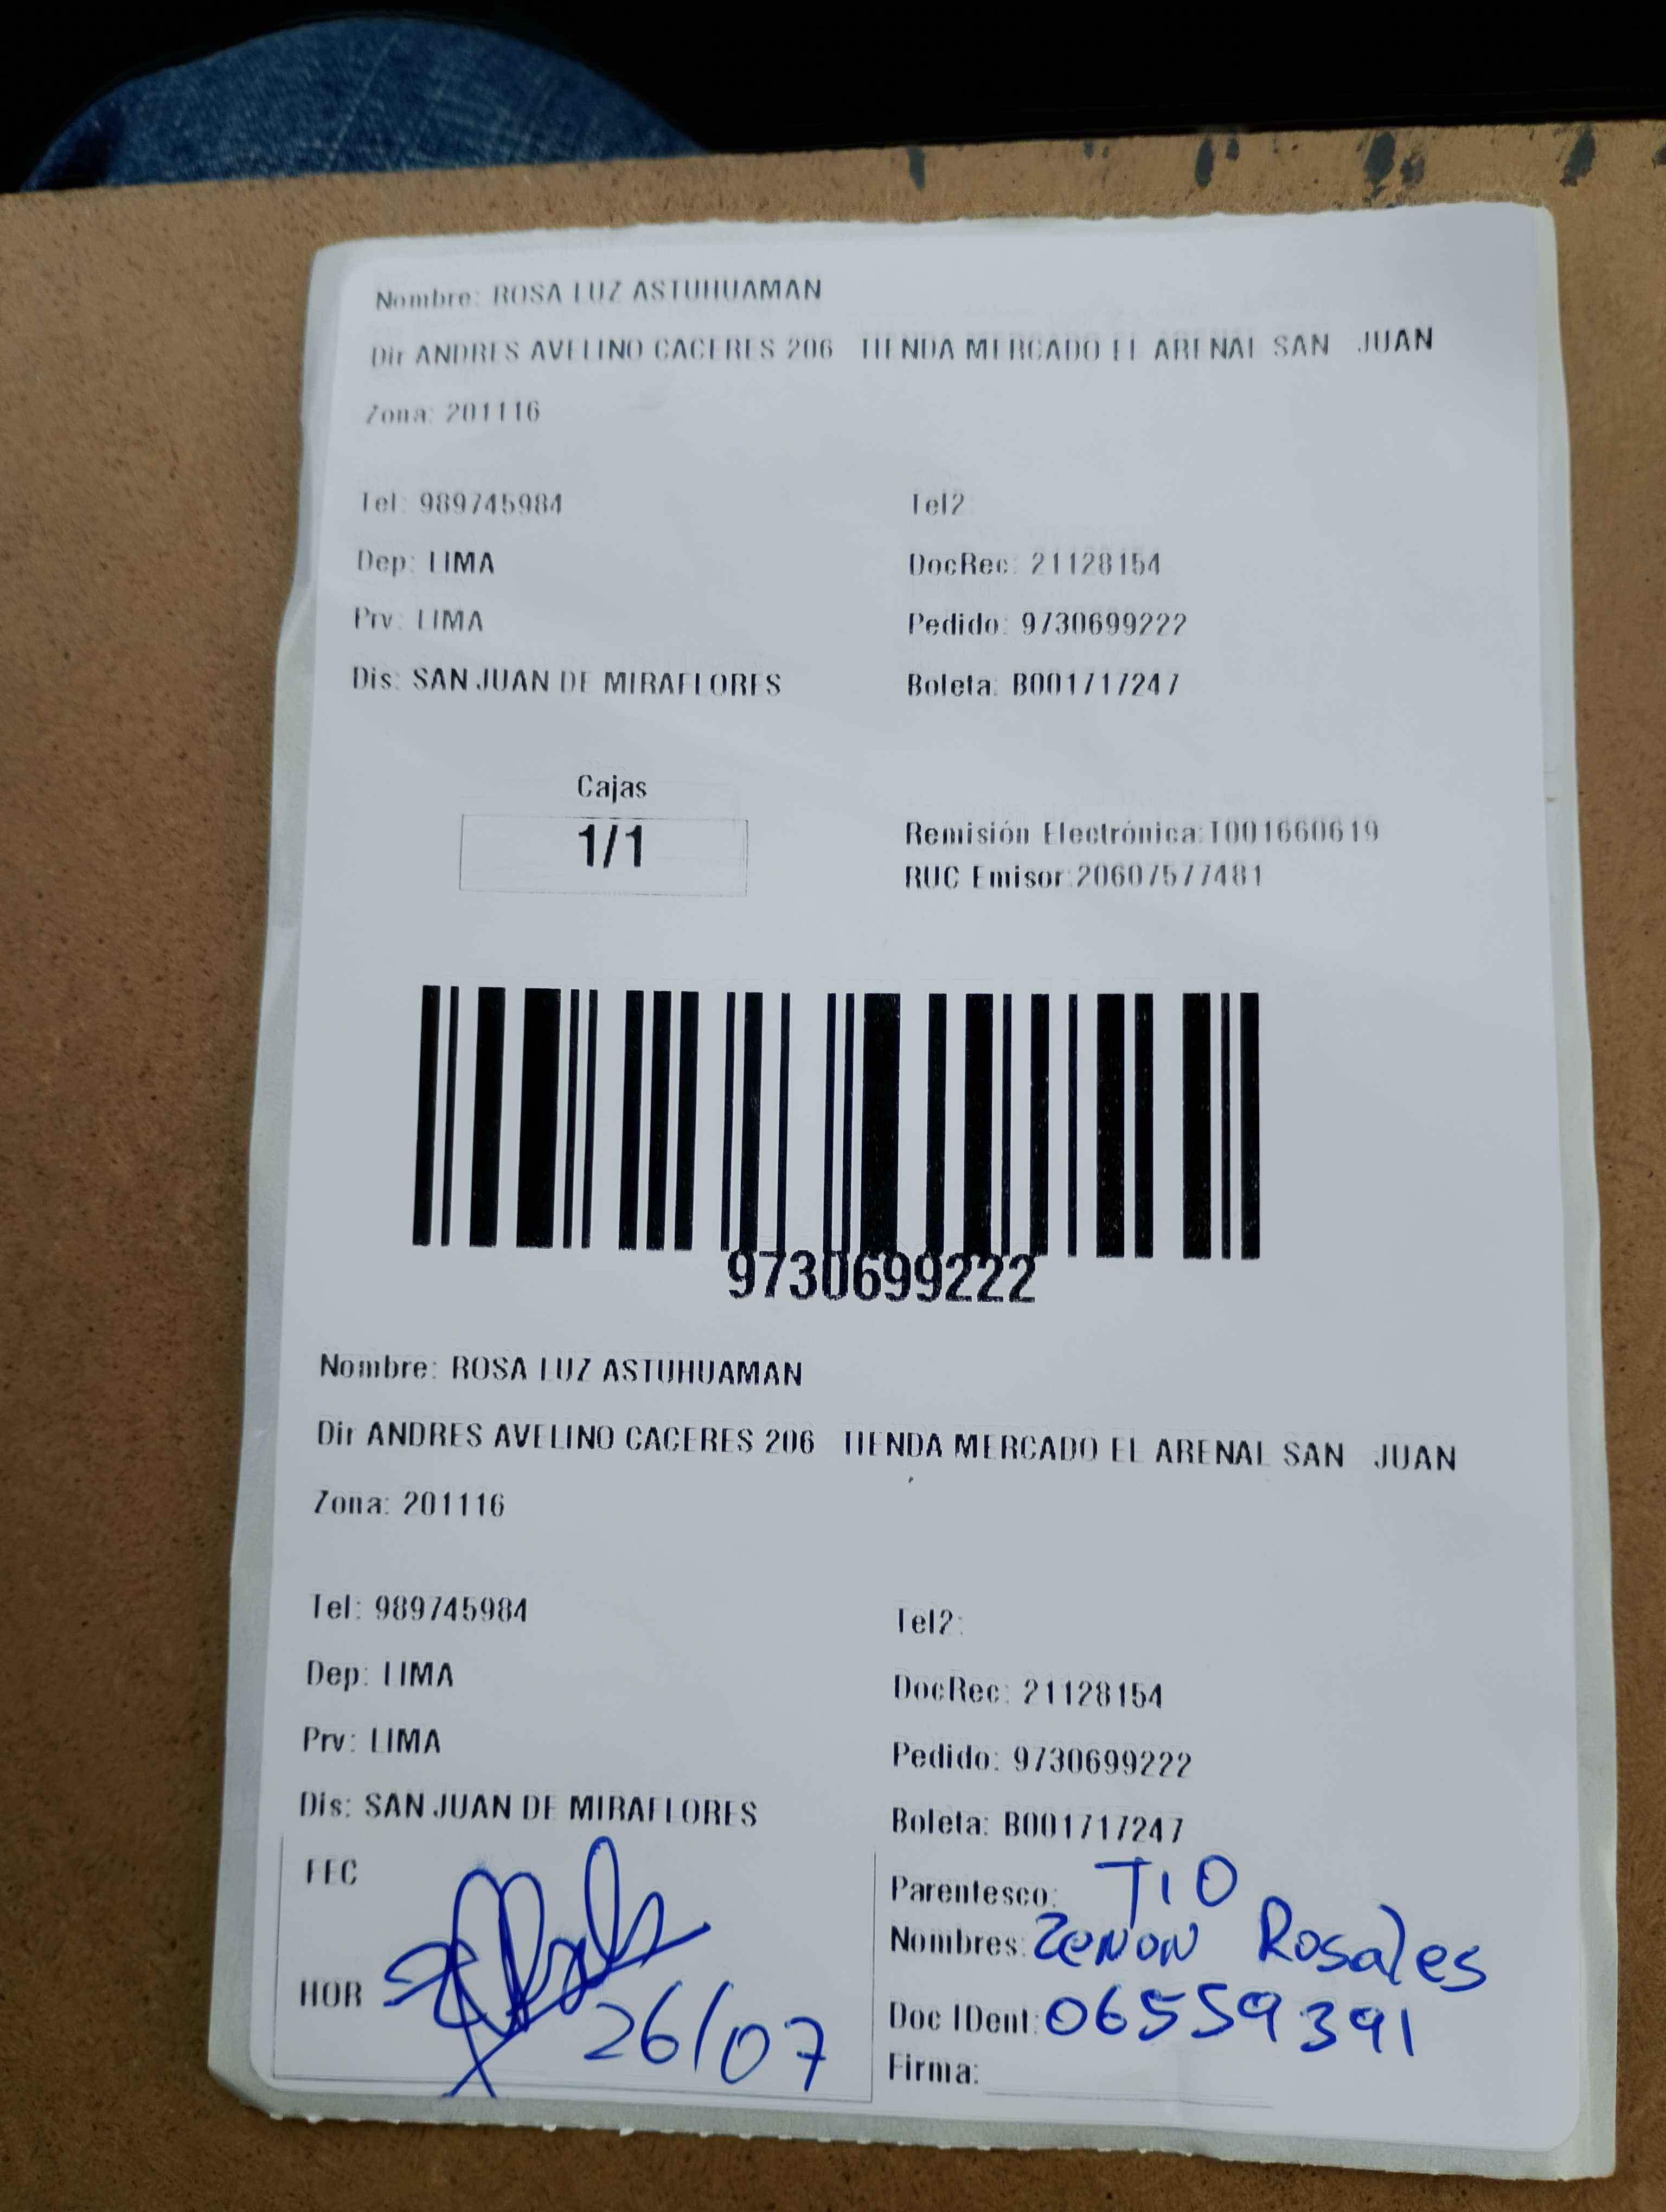 Nombre: ROSA LUZ ASTUHUAMAN
Dir ANDRES AVELINO CACERES 206 TIENDA MERCADO EL ARENAL SAN JUAN
Zona: 201116
Tel: 989745984 Tel2
Dep: LIMA DocRec: 21128154
Prv: LIMA Pedido: 9730699222
Dis: SAN JUAN DE MIRAFLORES Boleta: B001717247
Cajas
1/1
Remisión Electrónica:T001660619
RUC Emisor:20607577481
9730699222
Nombre: ROSA LUZ ASTUHUAMAN
Dir ANDRES AVELINO CACERES 206 TIENDA MERCADO EL ARENAL SAN JUAN
Zona: 201116
Tel: 989745984 Tel2:
Dep: LIMA DocRec: 21128154
Prv: LIMA Pedido: 9730699222
Dis: SAN JUAN DE MIRAFLORES Boleta: B001717247
FEC
HOR
26/07
Parentesco: TIO
Nombres: ZENON Rosales
Doc IDent: 06559391
Firma: